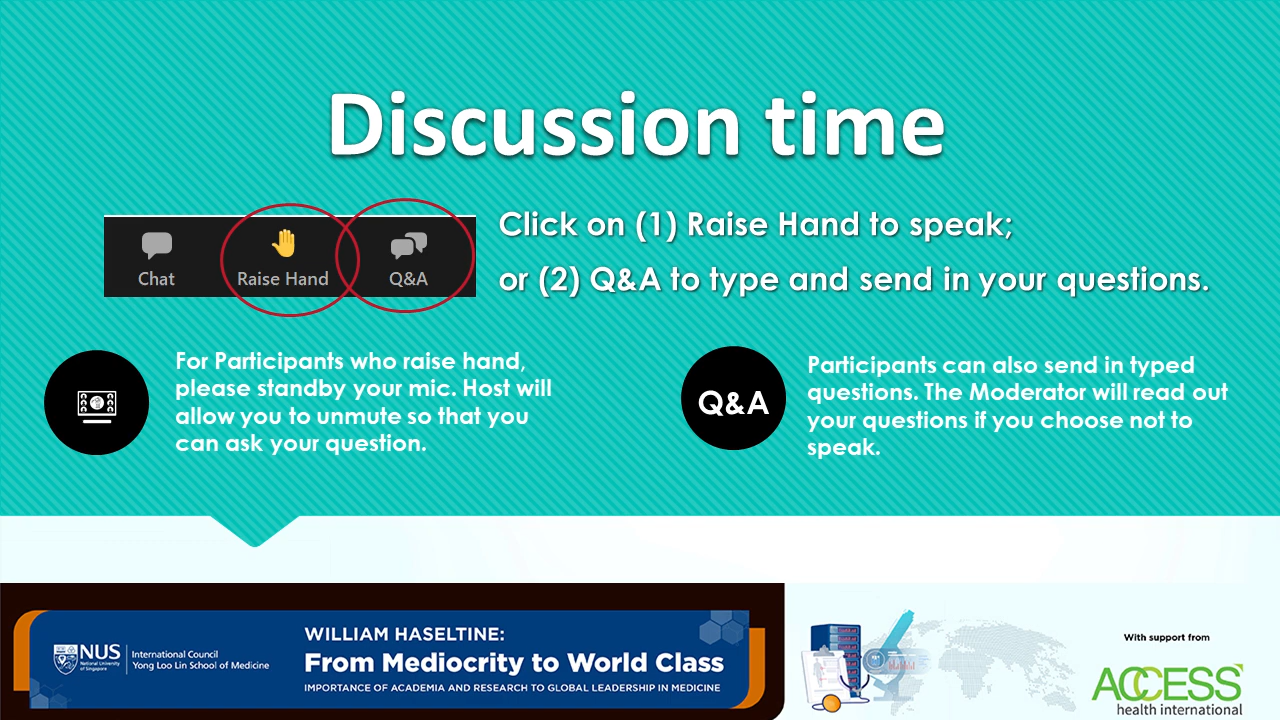 Discussion time
Chat
Raise Hand
Q&A
Click on (1) Raise Hand to speak;
or (2) Q&A to type and send in your questions.
For Participants who raise hand,
please standby your mic. Host will
allow you to unmute so that you
can ask your question.
Q&A
Participants can also send in typed
questions. The Moderator will read out
your questions if you choose not to
speak.
NUS
National University
of Singapore
International Council
Yong Loo Lin School of Medicine
WILLIAM HASELTINE:
From Mediocrity to World Class
IMPORTANCE OF ACADEMIA AND RESEARCH TO GLOBAL LEADERSHIP IN MEDICINE
With support from
ACCESS
health international